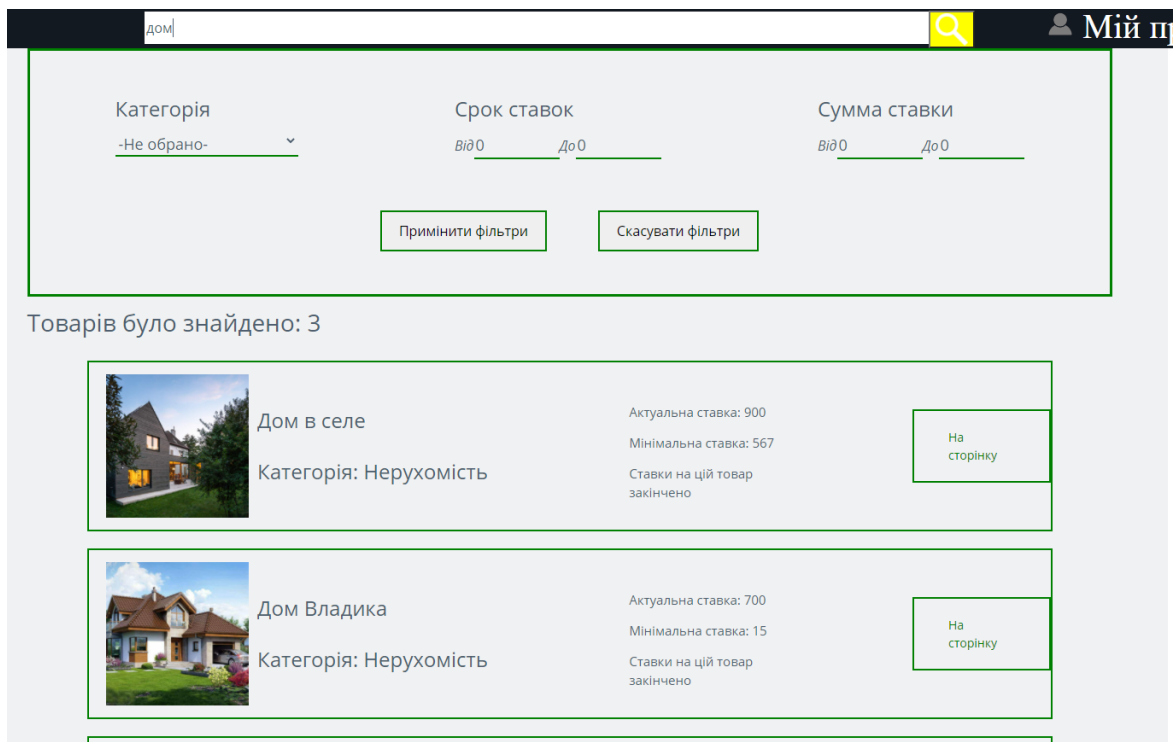 дом
Мій
Категорія Срок ставок Сумма ставки
-Не обрано- Від 0 До 0 Від 0 До 0
Примінити фільтри Скасувати фільтри
Товарів було знайдено: 3
Дом в селе
Категорія: Нерухомість
Актуальна ставка: 900
Мінімальна ставка: 567
Ставки на цій товар
закінчено
На
сторінку
Дом Владика
Категорія: Нерухомість
Актуальна ставка: 700
Мінімальна ставка: 15
Ставки на цій товар
закінчено
На
сторінку